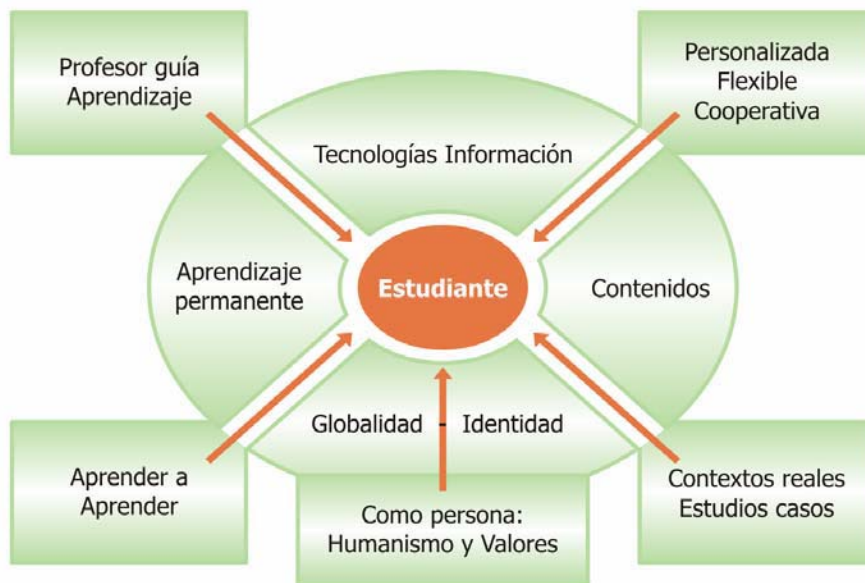 Profesor guía
Aprendizaje
Personalizada
Flexible
Cooperativa
Tecnologías Información
Aprendizaje
permanente
Estudiante
Contenidos
Globalidad - Identidad
Aprender a
Aprender
Como persona:
Humanismo y Valores
Contextos reales
Estudios casos